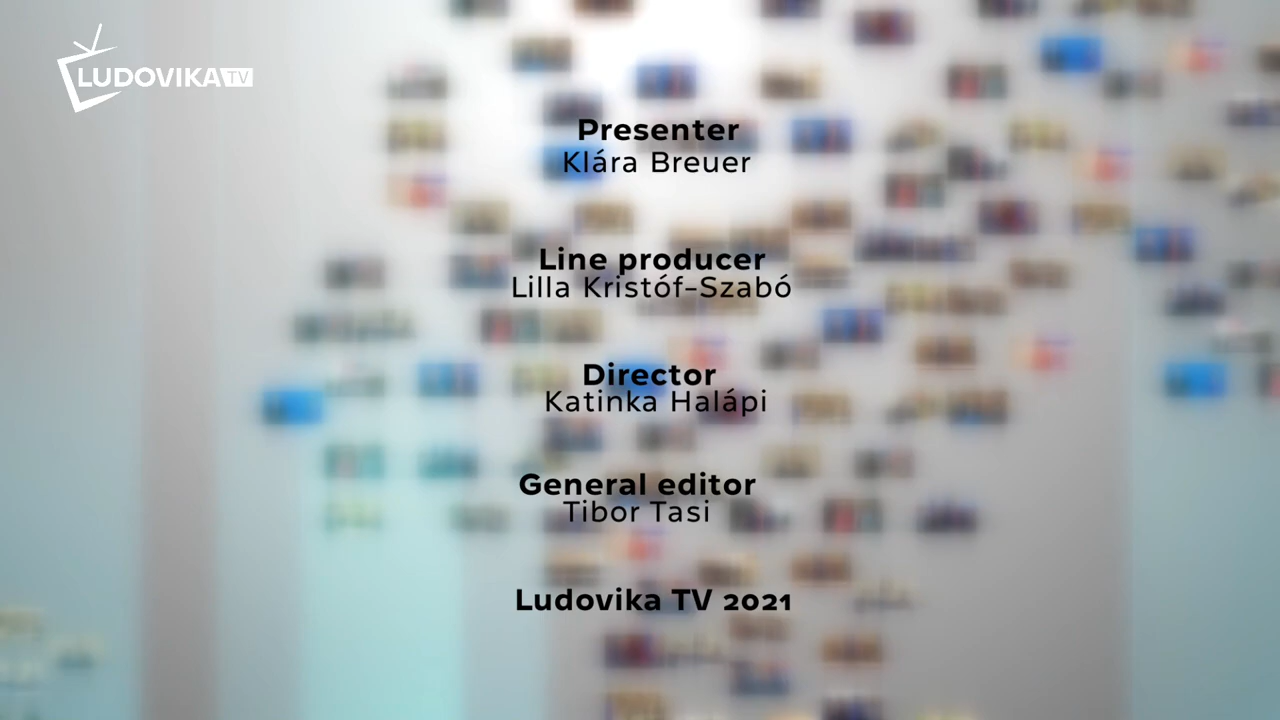 LUDOVIKA TV
Presenter
Klára Breuer
Line producer
Lilla Kristóf-Szabó
Director
Katinka Halápi
General editor
Tibor Tasi
Ludovika TV 2021